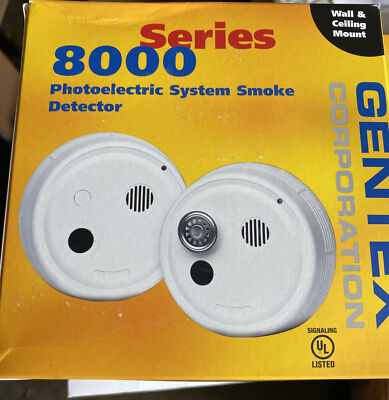 Series
8000
Wall &
Ceiling
Mount
Photoelectric System Smoke
Detector
GENTEX
CORPORATION
SIGNALING
UL
LISTED